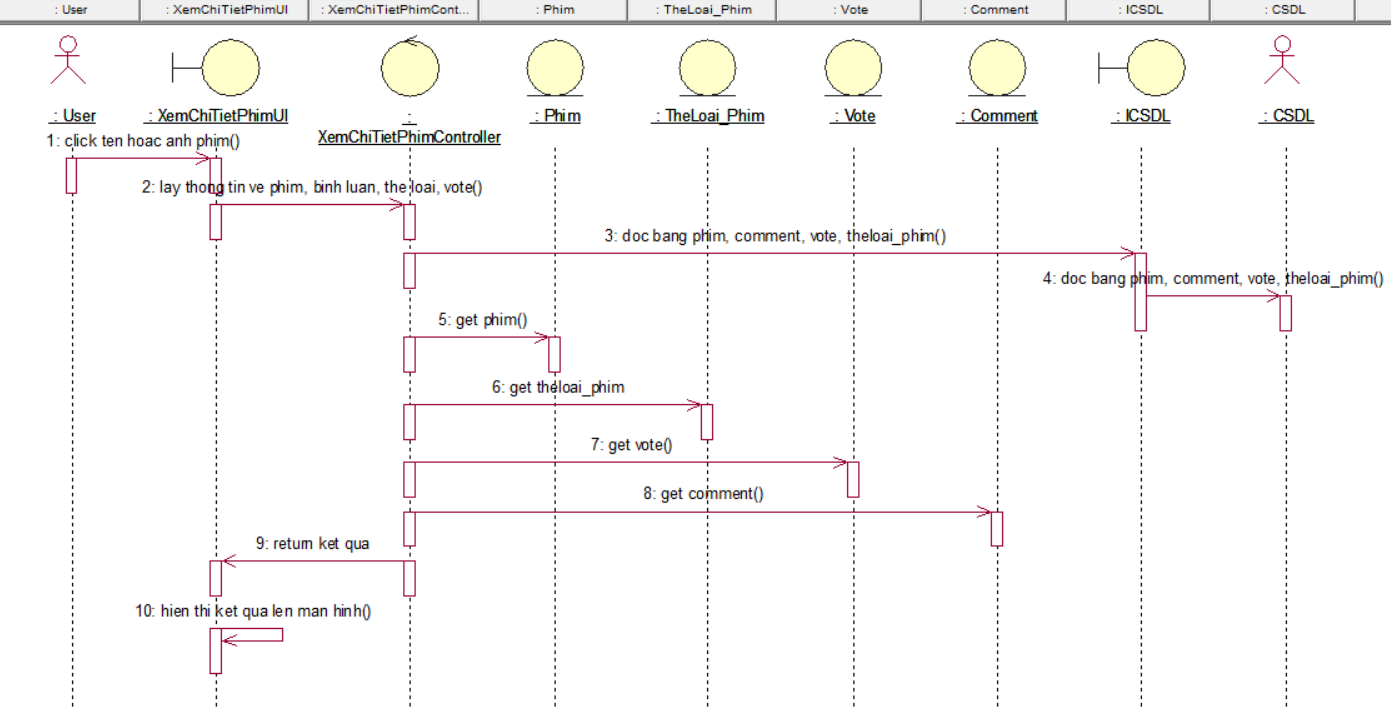 : User
: XemChiTietPhimUI
: XemChiTietPhimCont...
: Phim
: TheLoai_Phim
: Vote
: Comment
: ICSDL
: CSDL
: User
: XemChiTietPhimUI
:
XemChiTietPhimController
: Phim
: TheLoai_Phim
: Vote
: Comment
: ICSDL
: CSDL
1: click ten hoac anh phim()
2: lay thong tin ve phim, binh luan, the loai, vote()
3: doc bang phim, comment, vote, theloai_phim()
4: doc bang phim, comment, vote, theloai_phim()
5: get phim()
6: get theloai_phim
7: get vote()
8: get comment()
9: return ket qua
10: hien thi ket qua len man hinh()